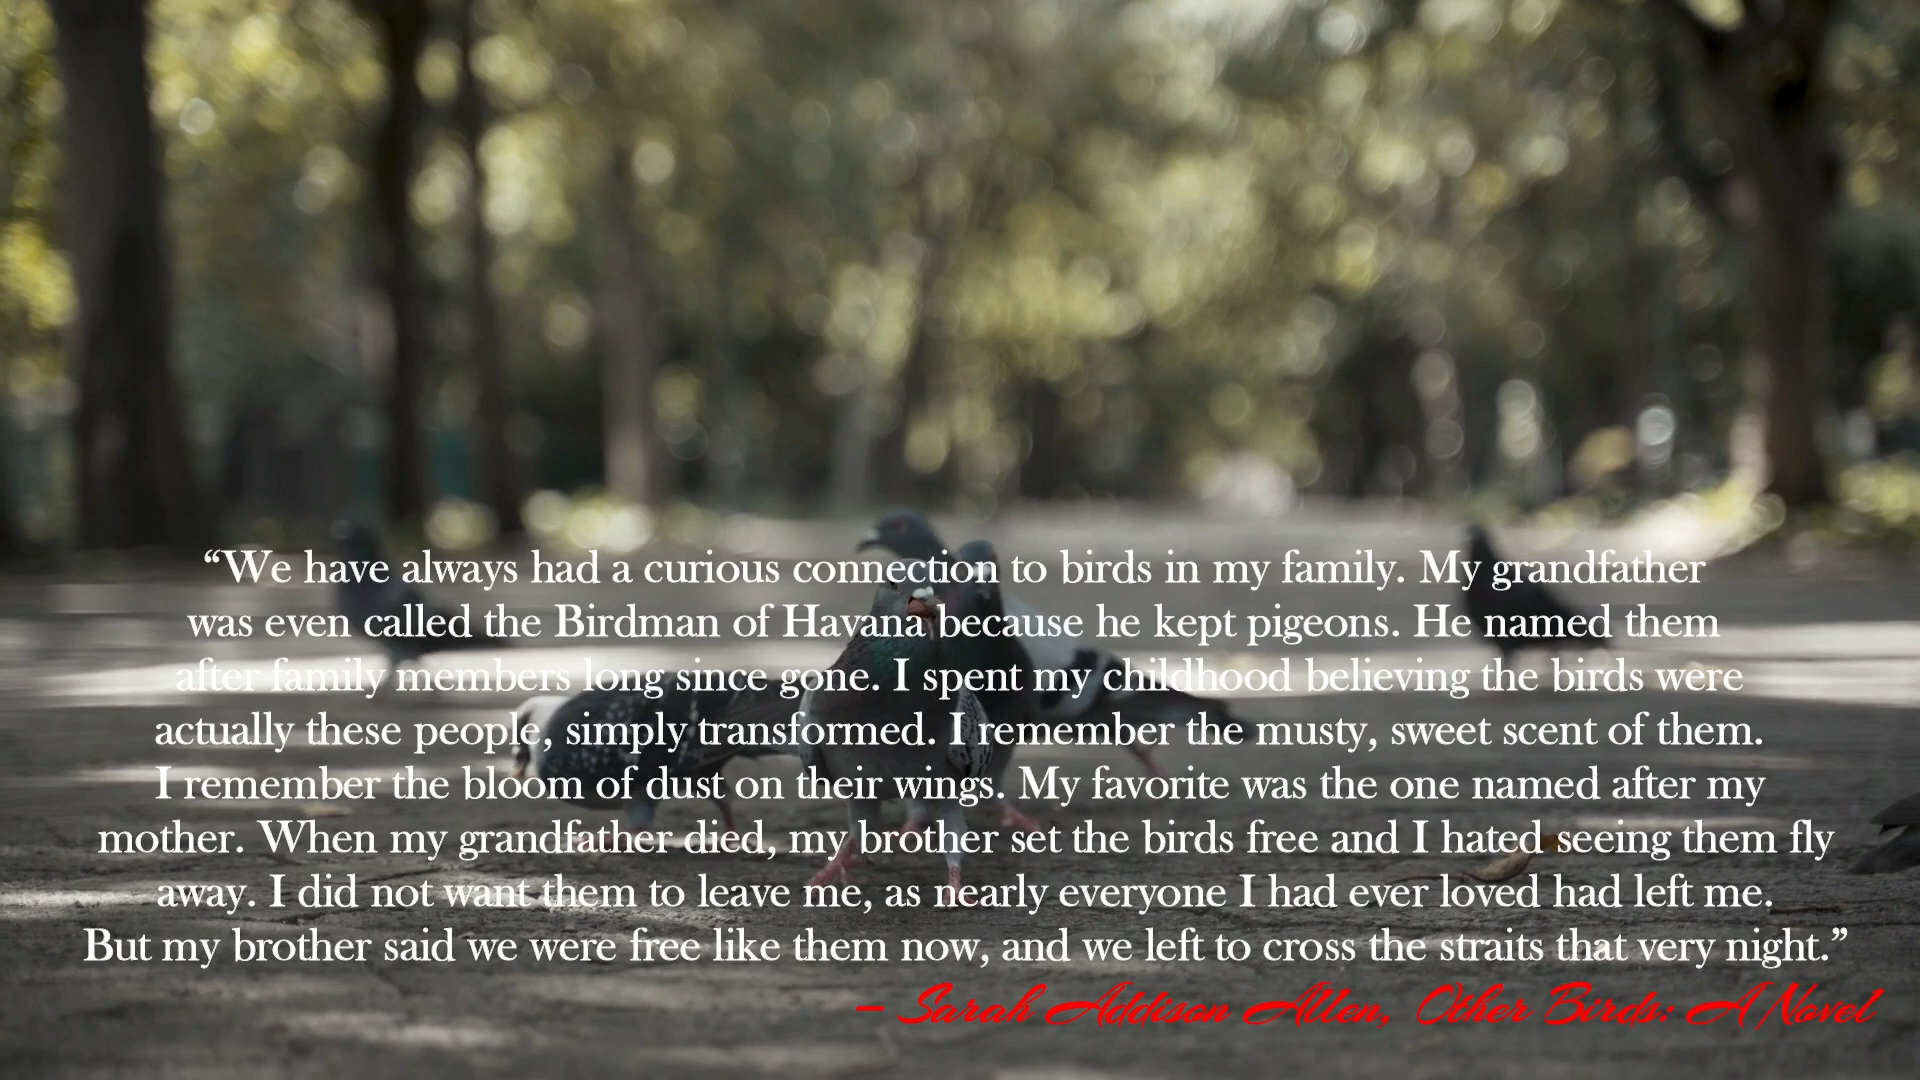 “We have always had a curious connection to birds in my family. My grandfather
was even called the Birdman of Havana because he kept pigeons. He named them
after family members long since gone. I spent my childhood believing the birds were
actually these people, simply transformed. I remember the musty, sweet scent of them.
I remember the bloom of dust on their wings. My favorite was the one named after my
mother. When my grandfather died, my brother set the birds free and I hated seeing them fly
away. I did not want them to leave me, as nearly everyone I had ever loved had left me.
But my brother said we were free like them now, and we left to cross the straits that very night.”
– Sarah Addison Allen, Other Birds: A Novel